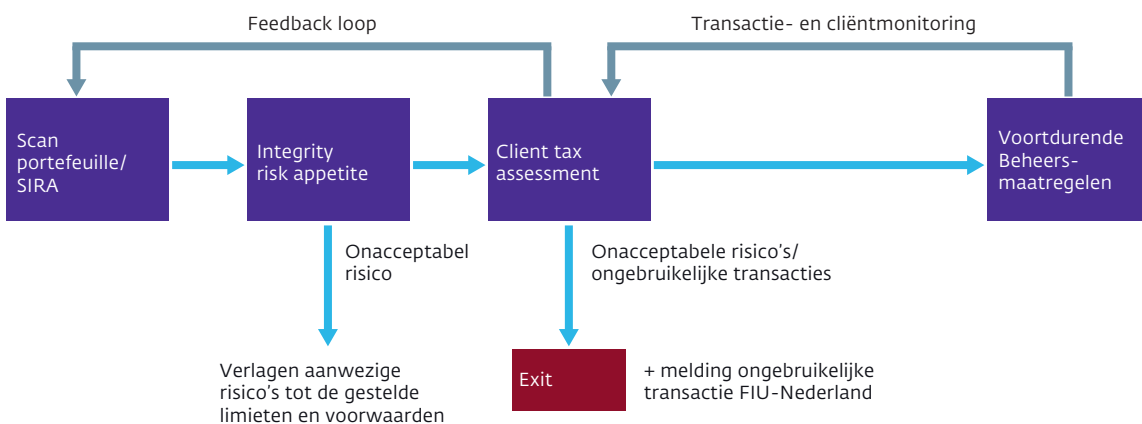 Feedback loop
Transactie- en cliëntmonitoring
Scan
portefeuille/
SIRA
Integrity
risk appetite
Client tax
assessment
Voortdurende
Beheers-
maatregelen
Onacceptabel
risico
Onacceptabele risico's/
ongebruikelijke transacties
Verlagen aanwezige
risico's tot de gestelde
limieten en voorwaarden
Exit
+ melding ongebruikelijke
transactie FIU-Nederland